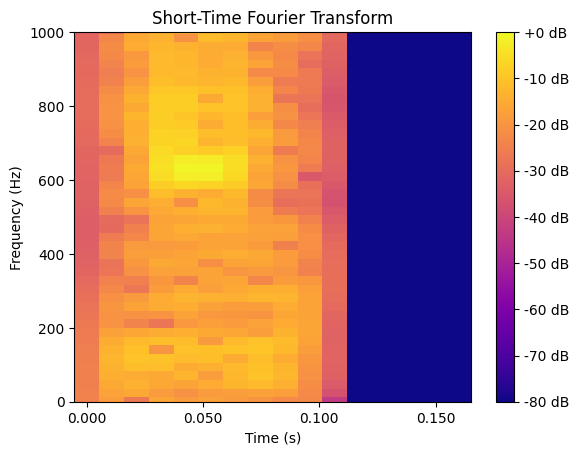 Short-Time Fourier Transform
1000
800
600
400
200
0
Frequency (Hz)
0.000
0.050
0.100
0.150
Time (s)
+0 dB
-10 dB
-20 dB
-30 dB
-40 dB
-50 dB
-60 dB
-70 dB
-80 dB